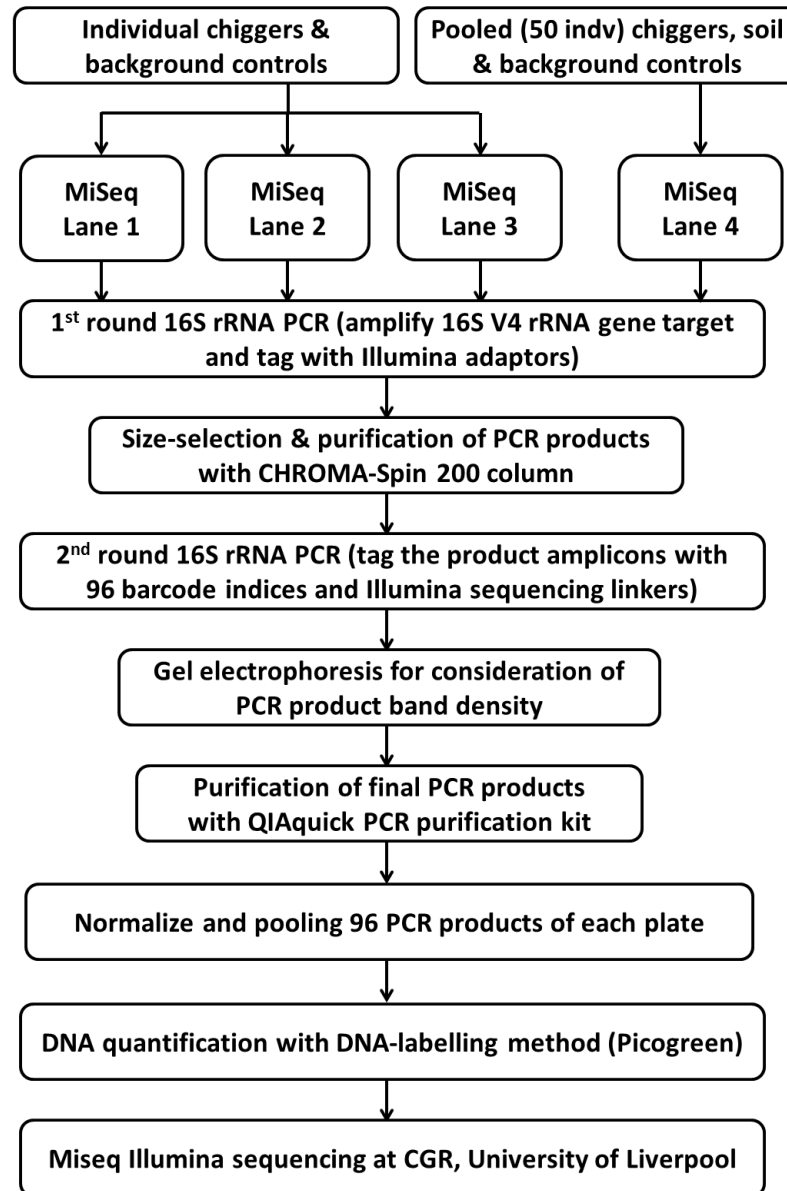 Individual chiggers &
background controls
Pooled (50 indv) chiggers, soil
& background controls
MiSeq
Lane 1
MiSeq
Lane 2
MiSeq
Lane 3
MiSeq
Lane 4
1st round 16S rRNA PCR (amplify 16S V4 rRNA gene target
and tag with Illumina adaptors)
Size-selection & purification of PCR products
with CHROMA-Spin 200 column
2nd round 16S rRNA PCR (tag the product amplicons with
96 barcode indices and Illumina sequencing linkers)
Gel electrophoresis for consideration of
PCR product band density
Purification of final PCR products
with QIAquick PCR purification kit
Normalize and pooling 96 PCR products of each plate
DNA quantification with DNA-labelling method (Picogreen)
Miseq Illumina sequencing at CGR, University of Liverpool